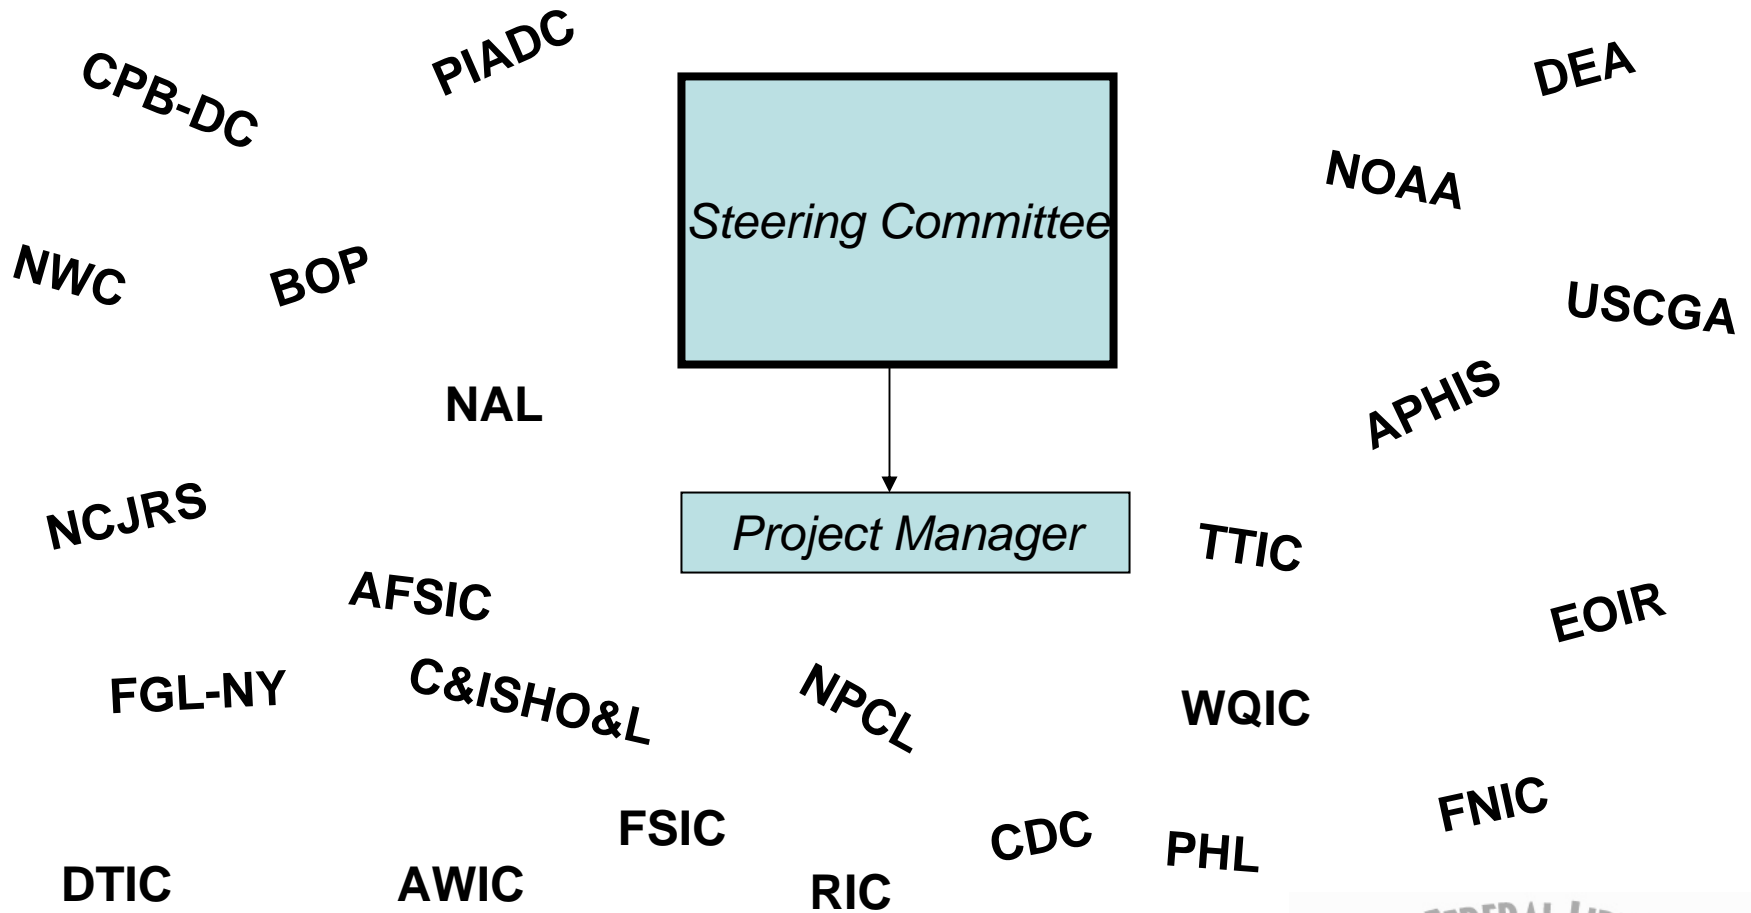 PIADC
CPB-DC
DEA
NOAA
Steering Committee
NWC
BOP
USCGA
NAL
APHIS
NCJRS
Project Manager
TTIC
AFSIC
EOIR
FGL-NY
C&ISHO&L
NPCL
WQIC
FNIC
FSIC
CDC
PHL
DTIC
AWIC
RIC
FEDERAL